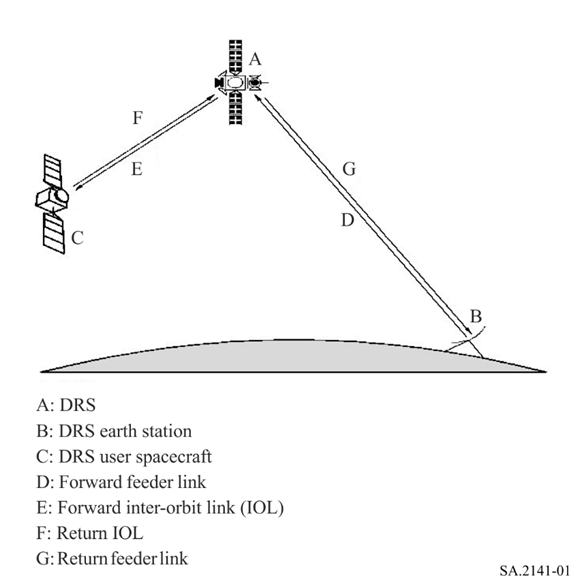 A
F
E
G
D
C
B
A: DRS
B: DRS earth station
C: DRS user spacecraft
D: Forward feeder link
E: Forward inter-orbit link (IOL)
F: Return IOL
G: Return feeder link
SA.2141-01